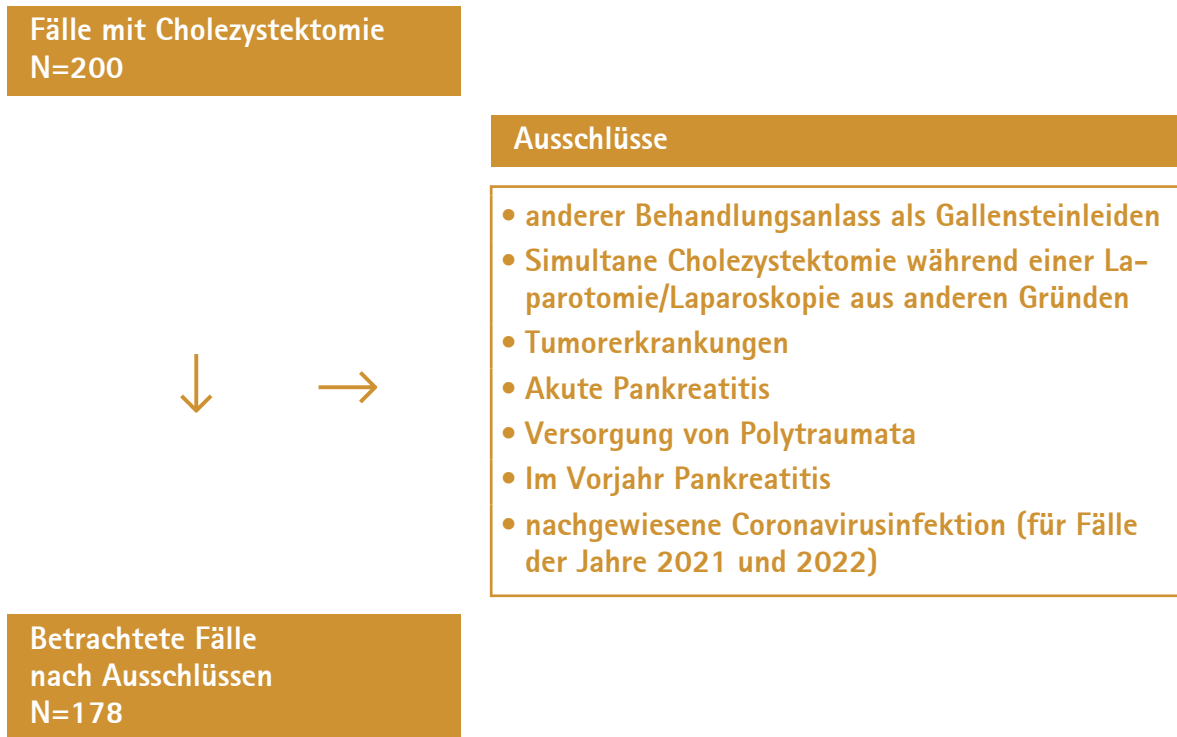 Fälle mit Cholezystektomie
N=200
Ausschlüsse
• anderer Behandlungsanlass als Gallensteinleiden
• Simultane Cholezystektomie während einer La-
parotomie/Laparoskopie aus anderen Gründen
• Tumorerkrankungen
• Akute Pankreatitis
• Versorgung von Polytraumata
• Im Vorjahr Pankreatitis
• nachgewiesene Coronavirusinfektion (für Fälle
der Jahre 2021 und 2022)
Betrachtete Fälle
nach Ausschlüssen
N=178